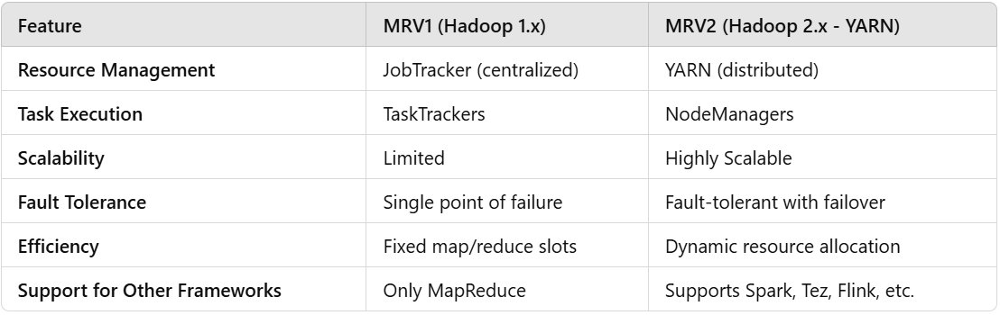 Feature MRV1 (Hadoop 1.x) MRV2 (Hadoop 2.x - YARN)
Resource Management JobTracker (centralized) YARN (distributed)
Task Execution TaskTrackers NodeManagers
Scalability Limited Highly Scalable
Fault Tolerance Single point of failure Fault-tolerant with failover
Efficiency Fixed map/reduce slots Dynamic resource allocation
Support for Other Frameworks Only MapReduce Supports Spark, Tez, Flink, etc.